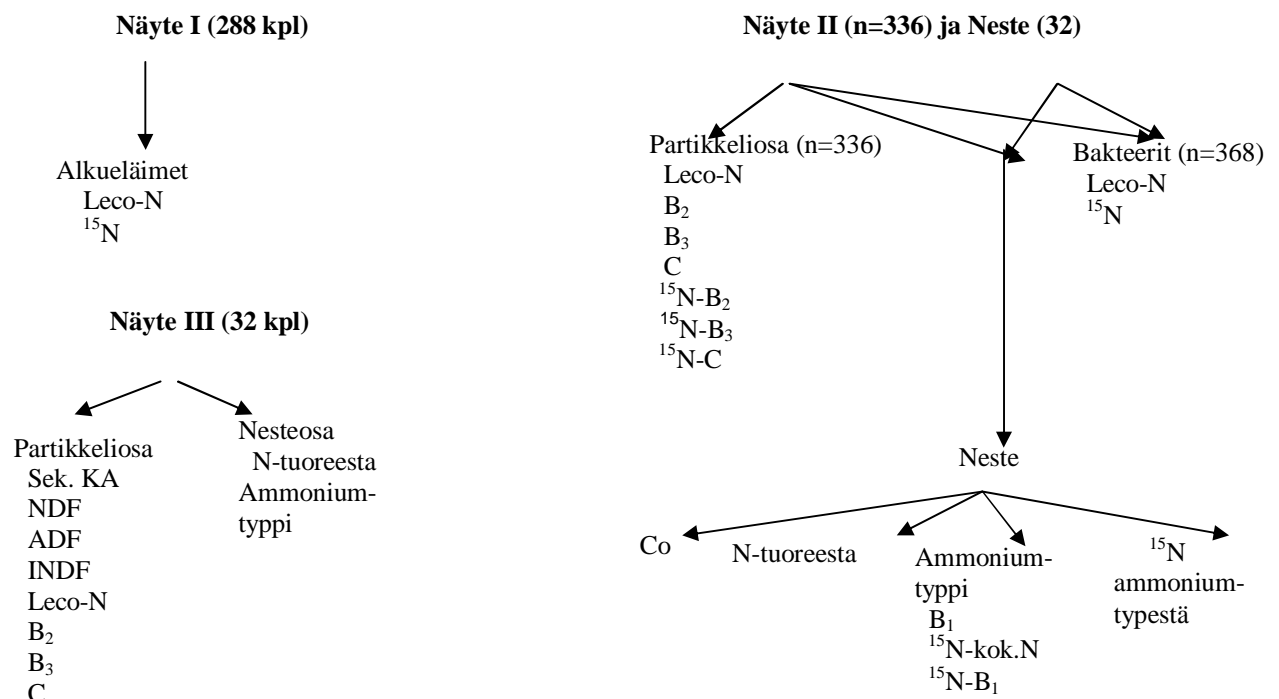 Näyte I (288 kpl)
Alkueläimet
Leco-N
¹⁵N
Näyte III (32 kpl)
Partikkeliosa
Sek. KA
NDF
ADF
INDF
Leco-N
B₂
B₃
C
Nesteosa
N-tuoreesta
Ammonium-
typpi
Näyte II (n=336) ja Neste (32)
Partikkeliosa (n=336)
Leco-N
B₂
B₃
C
¹⁵N-B₂
¹⁵N-B₃
¹⁵N-C
Bakteerit (n=368)
Leco-N
¹⁵N
Neste
Co
N-tuoreesta
Ammonium-
typpi
B₁
¹⁵N-kok.N
¹⁵N-B₁
¹⁵N
ammonium-
typestä